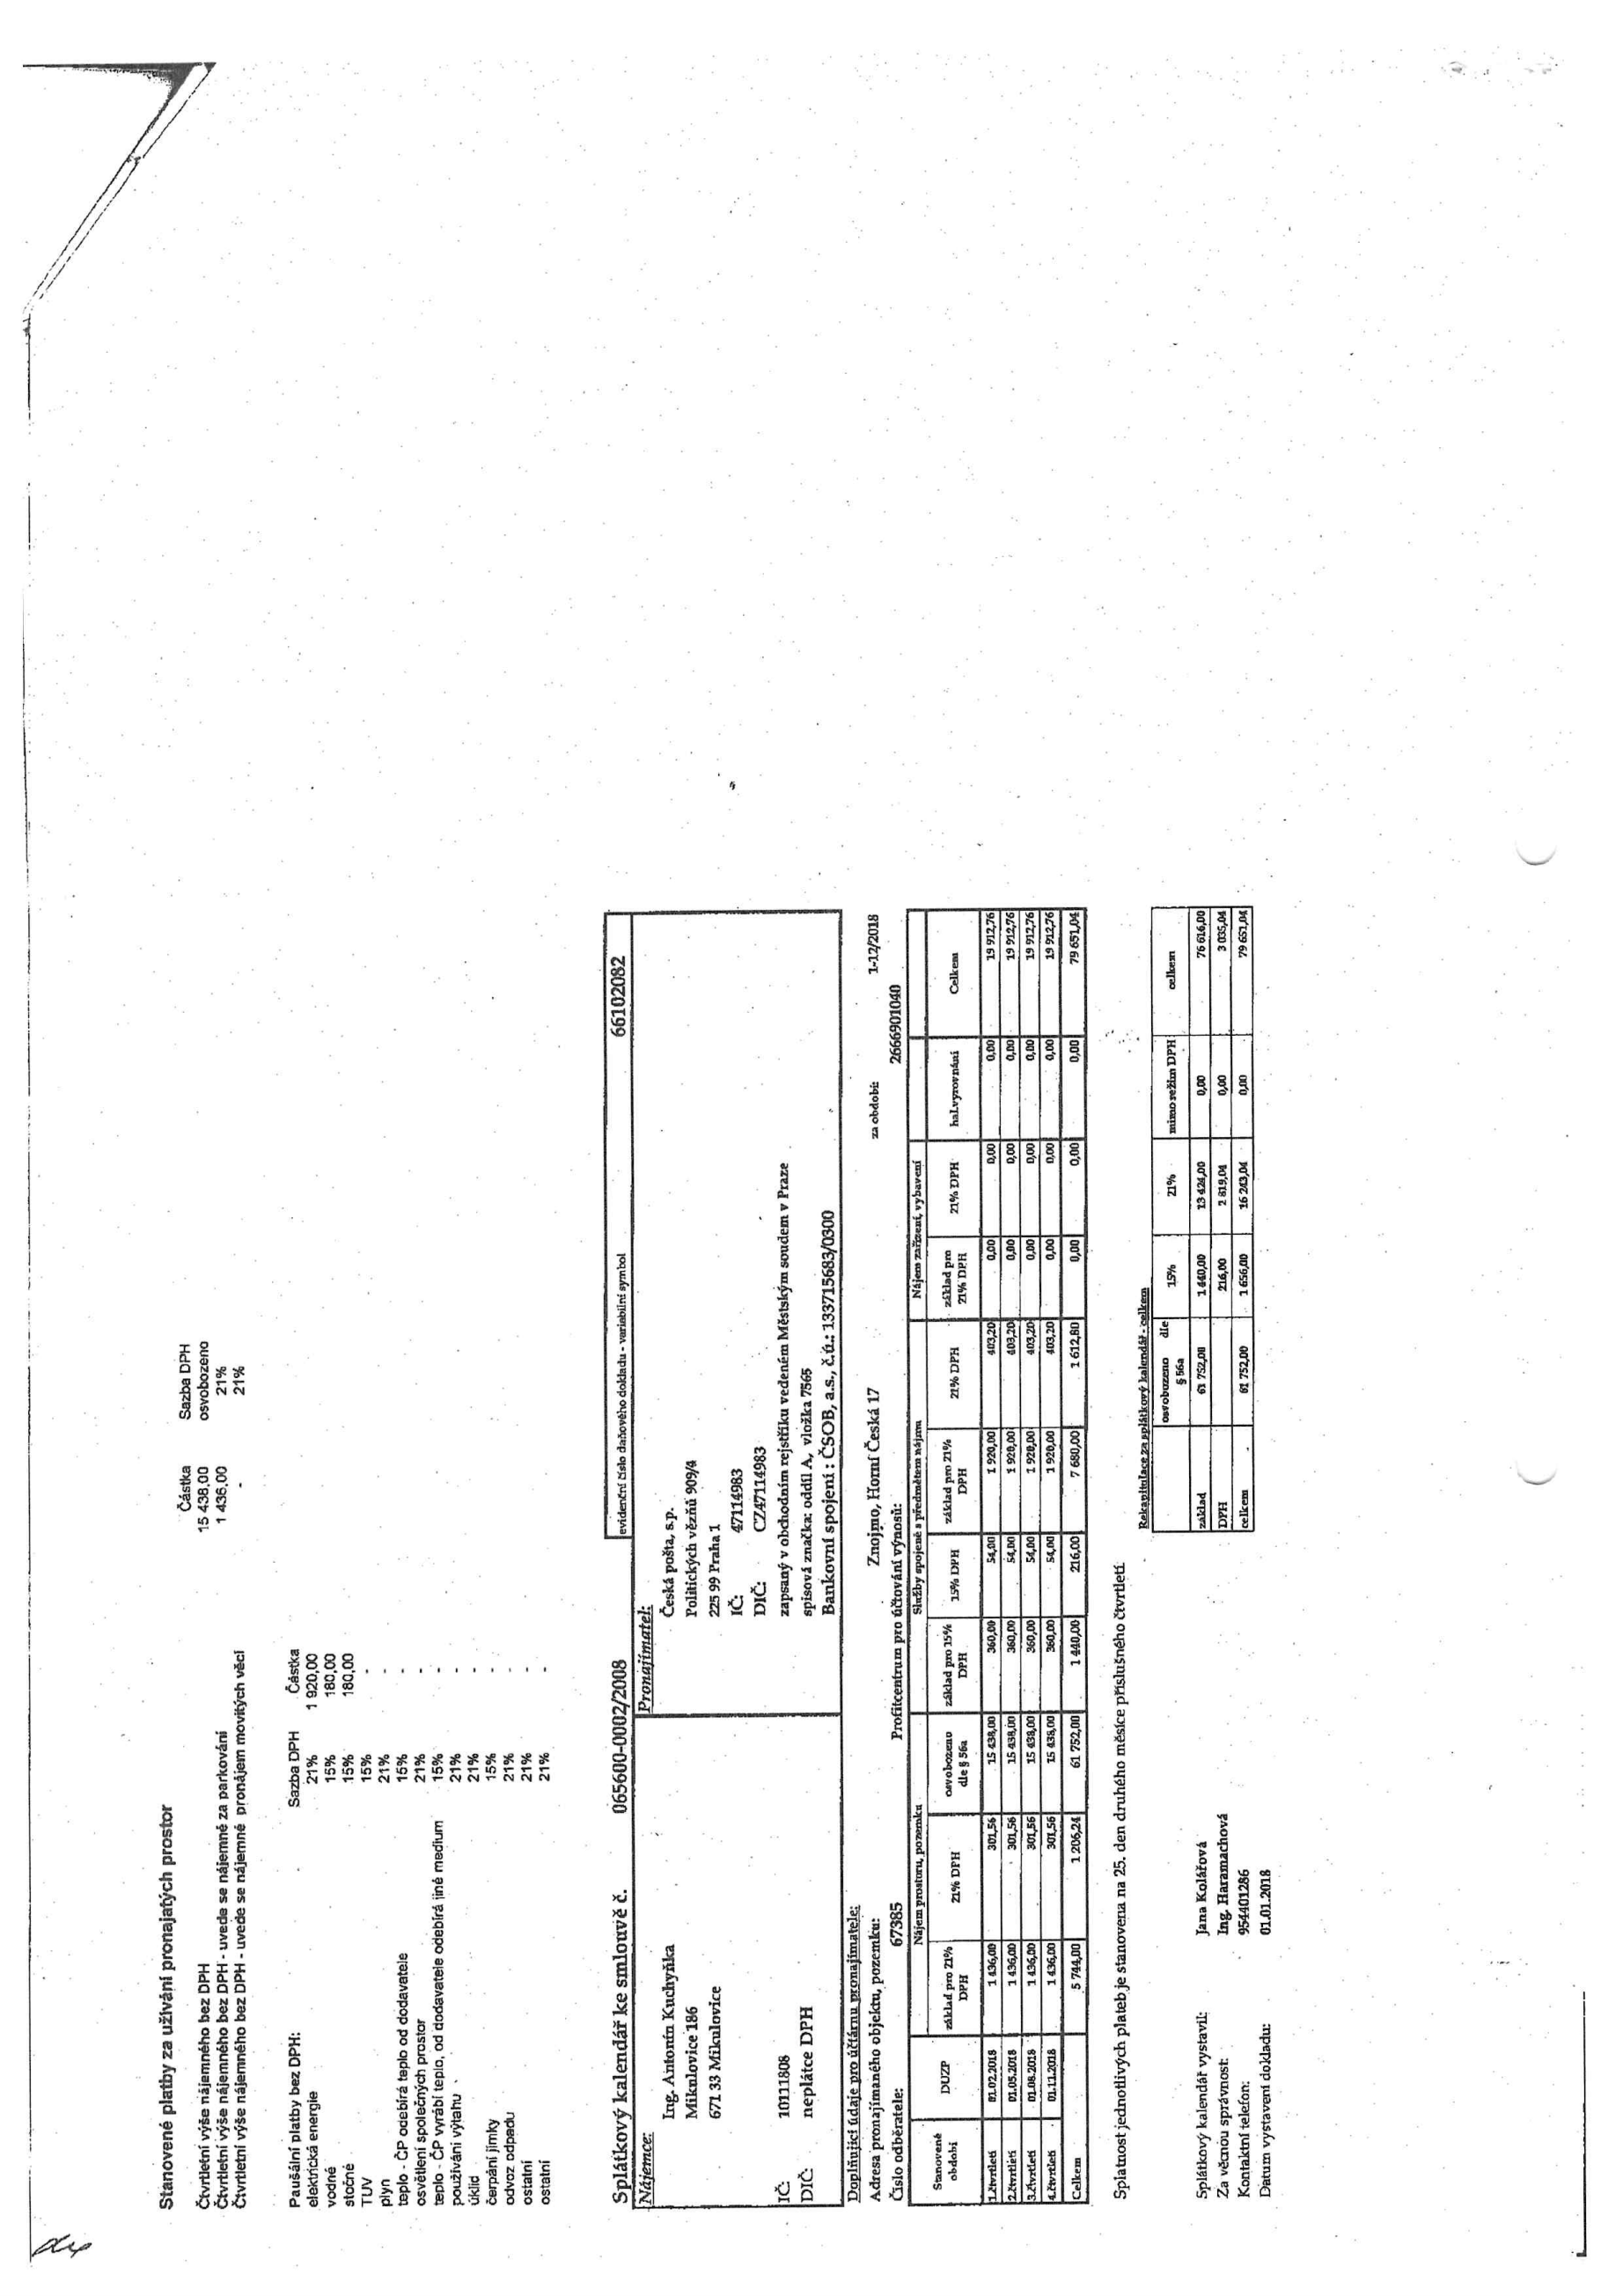 Stanovené platby za užívání pronajatých prostor
Částka Sazba DPH
Čtvrtletní výše nájemného bez DPH 15 438,00 osvobozeno
Čtvrtletní výše nájemného bez DPH - uvede se nájemné za parkování 1 436,00 21%
Čtvrtletní výše nájemného bez DPH - uvede se nájemné pronájem movitých věcí - 21%
Paušální platby bez DPH: Sazba DPH Částka
elektrická energie 21% 1 920,00
vodné 15% 180,00
stočné 15% 180,00
TUV 15% -
plyn 21% -
teplo - ČP odebírá teplo od dodavatele 15% -
osvětlení společných prostor 21% -
teplo - ČP vyrábí teplo, od dodavatele odebírá jiné medium 15% -
používání výtahu 21% -
úklid 21% -
čerpání jímky 15% -
odvoz odpadu 21% -
ostatní 21% -
ostatní 21% -
Splátkový kalendář ke smlouvě č. 065600-0002/2008 evidenční číslo daňového dokladu - variabilní symbol 66102082
Nájemce: Pronajímatel:
Ing. Antonín Kuchyňka Česká pošta, s.p.
Mikulovice 186 Politických vězňů 909/4
671 33 Mikulovice 225 99 Praha 1
IČ: 47114983
DIČ: CZ47114983
IČ: 10111808 zapsaný v obchodním rejstříku vedeném Městským soudem v Praze
DIČ: neplátce DPH spisová značka: oddíl A, vložka 7565
Bankovní spojení : ČSOB, a.s., č.ú.: 133715683/0300
Doplňující údaje pro účtárnu pronajímatele:
Adresa pronajímaného objektu, pozemku: Znojmo, Horní Česká 17 za období: 1-12/2018
Číslo odběratele: 67385 Profitcentrum pro účtování výnosů: 2666901040
Nájem prostoru, pozemku Služby spojené s předmětem nájmu Nájem zařízení, vybavení
Stanovené období DUZP základ pro 21% DPH 21% DPH osvobozeno dle § 56a základ pro 15% DPH 15% DPH základ pro 21% DPH 21% DPH základ pro 21% DPH 21% DPH hal.vyrovnání Celkem
1.čtvrtletí 01.02.2018 1 436,00 301,56 15 438,00 360,00 54,00 1 920,00 403,20 0,00 0,00 0,00 19 912,76
2.čtvrtletí 01.05.2018 1 436,00 301,56 15 438,00 360,00 54,00 1 920,00 403,20 0,00 0,00 0,00 19 912,76
3.čtvrtletí 01.08.2018 1 436,00 301,56 15 438,00 360,00 54,00 1 920,00 403,20 0,00 0,00 0,00 19 912,76
4.čtvrtletí 01.11.2018 1 436,00 301,56 15 438,00 360,00 54,00 1 920,00 403,20 0,00 0,00 0,00 19 912,76
Celkem 5 744,00 1 206,24 61 752,00 1 440,00 216,00 7 680,00 1 612,80 0,00 0,00 0,00 79 651,04
Splatnost jednotlivých plateb je stanovena na 25. den druhého měsíce příslušného čtvrtletí
Rekapitulace za splátkový kalendář - celkem
osvobozeno dle § 56a 15% 21% mimo režim DPH celkem
základ 61 752,00 1 440,00 13 424,00 0,00 76 616,00
DPH 216,00 2 819,04 0,00 3 035,04
celkem 61 752,00 1 656,00 16 243,04 0,00 79 651,04
Splátkový kalendář vystavil: Jana Kolářová
Za věcnou správnost: Ing. Haramachová
Kontaktní telefon: 954401286
Datum vystavení dokladu: 01.01.2018